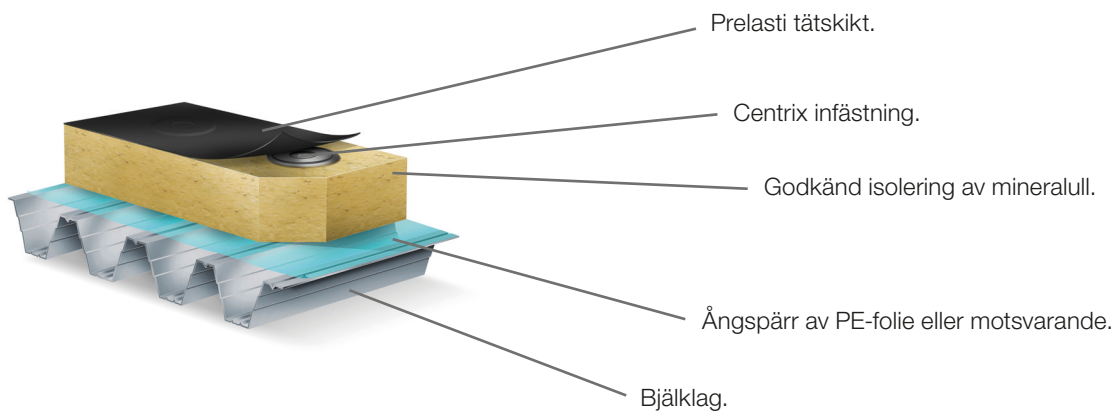 Prelasti tätskikt.
Centrix infästning.
Godkänd isolering av mineralull.
Ångspärr av PE-folie eller motsvarande.
Bjälklag.